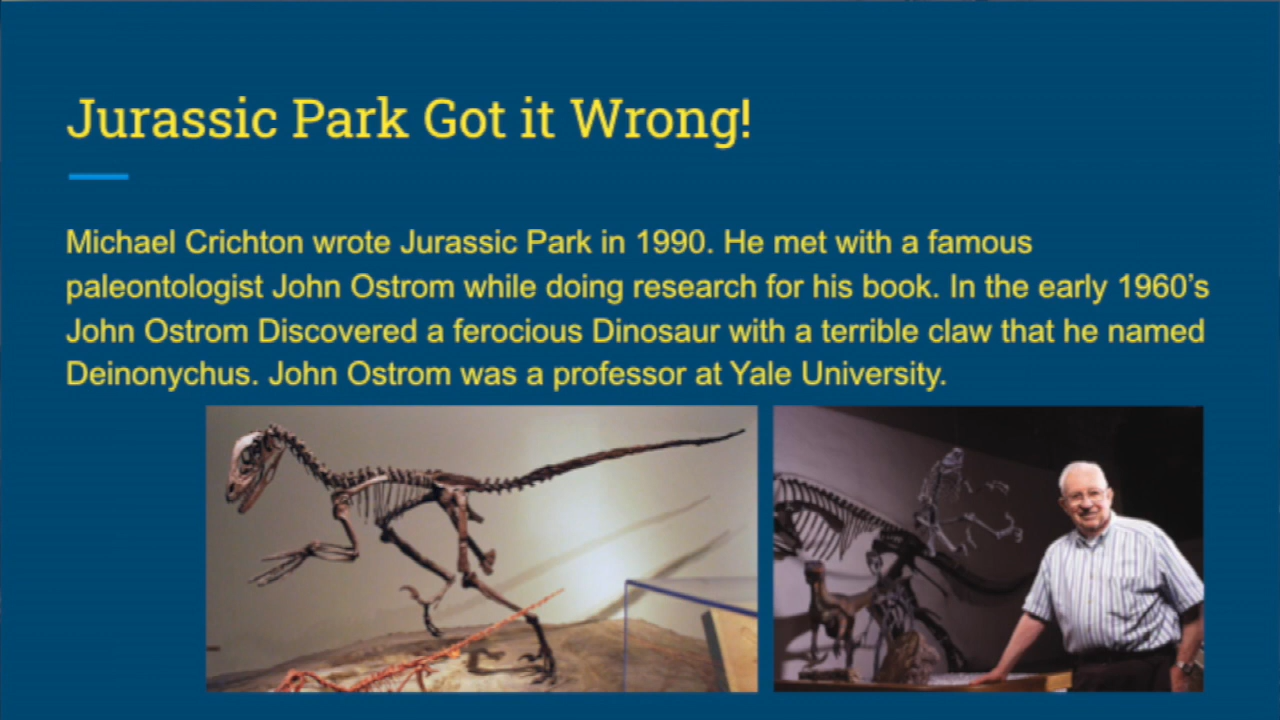 Jurassic Park Got it Wrong!
Michael Crichton wrote Jurassic Park in 1990. He met with a famous
paleontologist John Ostrom while doing research for his book. In the early 1960’s
John Ostrom Discovered a ferocious Dinosaur with a terrible claw that he named
Deinonychus. John Ostrom was a professor at Yale University.